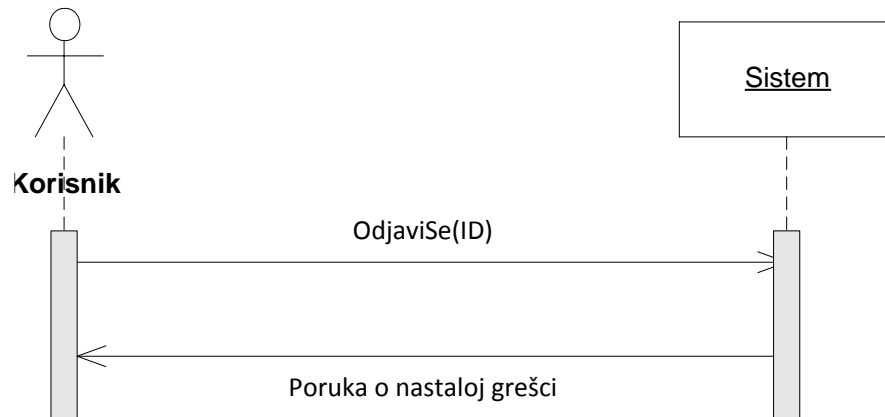 Sistem
Korisnik
OdjaviSe(ID)
Poruka o nastaloj grešci